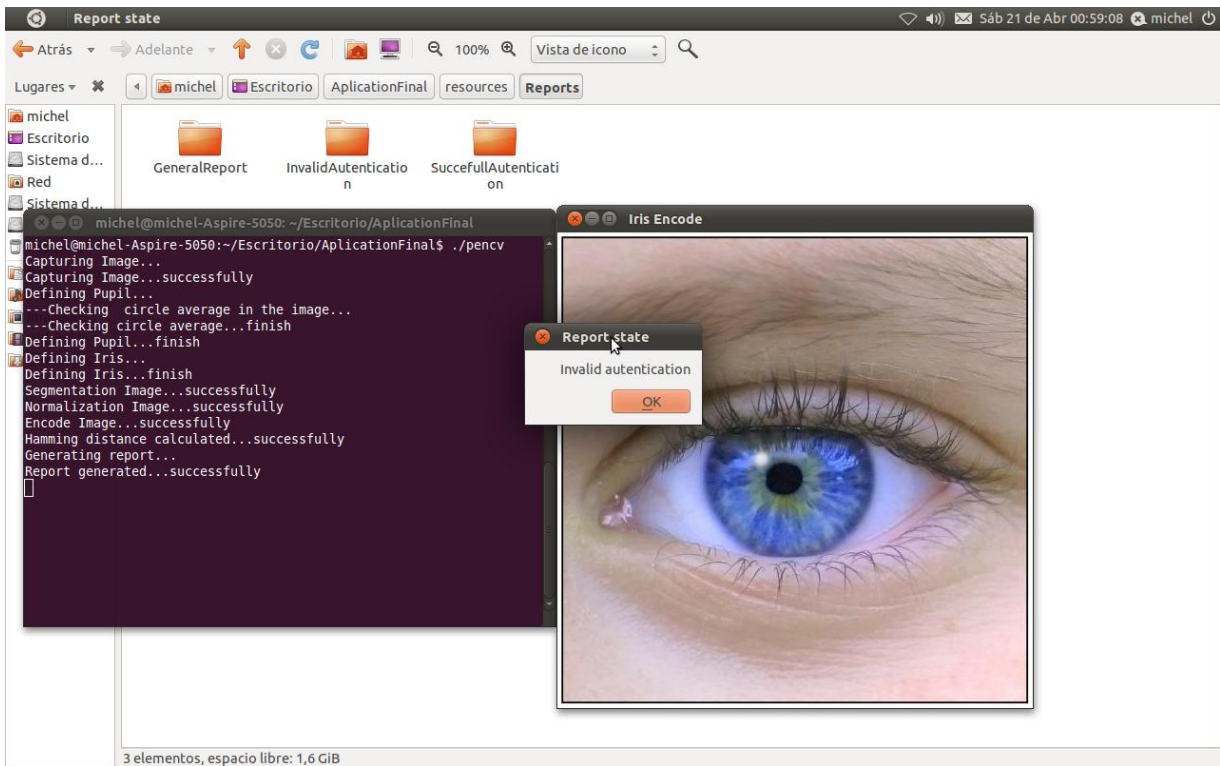 Report state
Sáb 21 de Abr 00:59:08 michel
Atrás Adelante 100% Vista de icono
Lugares michel Escritorio AplicationFinal resources Reports
michel
Escritorio
Sistema d...
Red
Sistema d...
GeneralReport
InvalidAutenticatio
n
SuccefullAutenticati
on
michel@michel-Aspire-5050: ~/Escritorio/AplicationFinal
michel@michel-Aspire-5050:~/Escritorio/AplicationFinal$ ./pencv
Capturing Image...
Capturing Image...successfully
Defining Pupil...
---Checking  circle average in the image...
---Checking circle average...finish
Defining Pupil...finish
Defining Iris...
Defining Iris...finish
Segmentation Image...successfully
Normalization Image...successfully
Encode Image...successfully
Hamming distance calculated...successfully
Generating report...
Report generated...successfully
Iris Encode
Report state
Invalid autentication
OK
3 elementos, espacio libre: 1,6 GiB